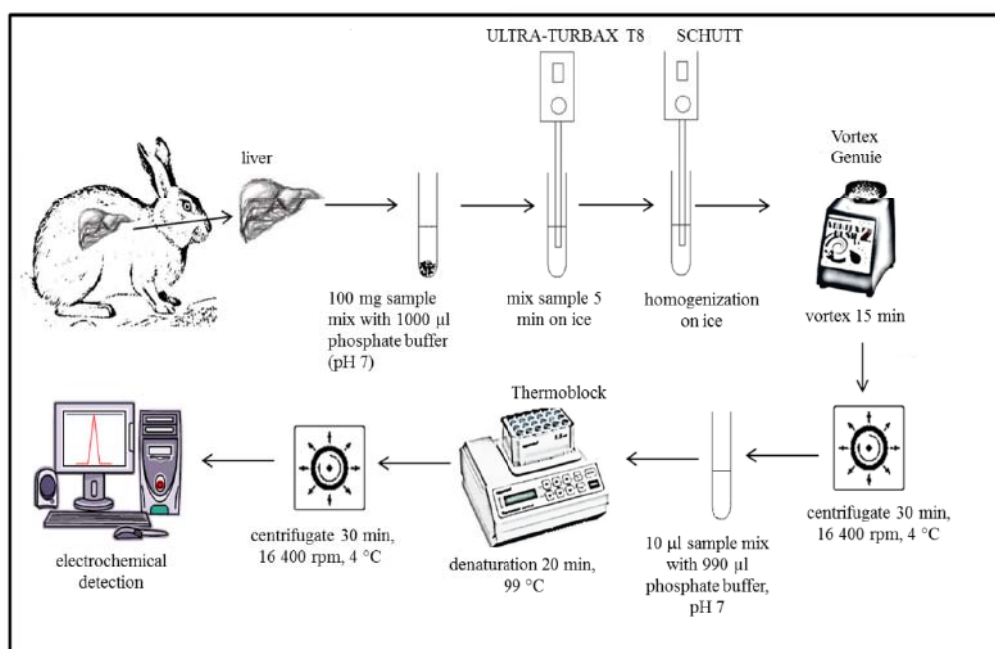 ULTRA-TURBAX T8
SCHUTT
liver
Vortex
Genuie
100 mg sample
mix with 1000 µl
phosphate buffer
(pH 7)
mix sample 5
min on ice
homogenization
on ice
vortex 15 min
Thermoblock
electrochemical
detection
centrifugate 30 min,
16 400 rpm, 4 °C
denaturation 20 min,
99 °C
10 µl sample mix
with 990 µl
phosphate buffer,
pH 7
centrifugate 30 min,
16 400 rpm, 4 °C